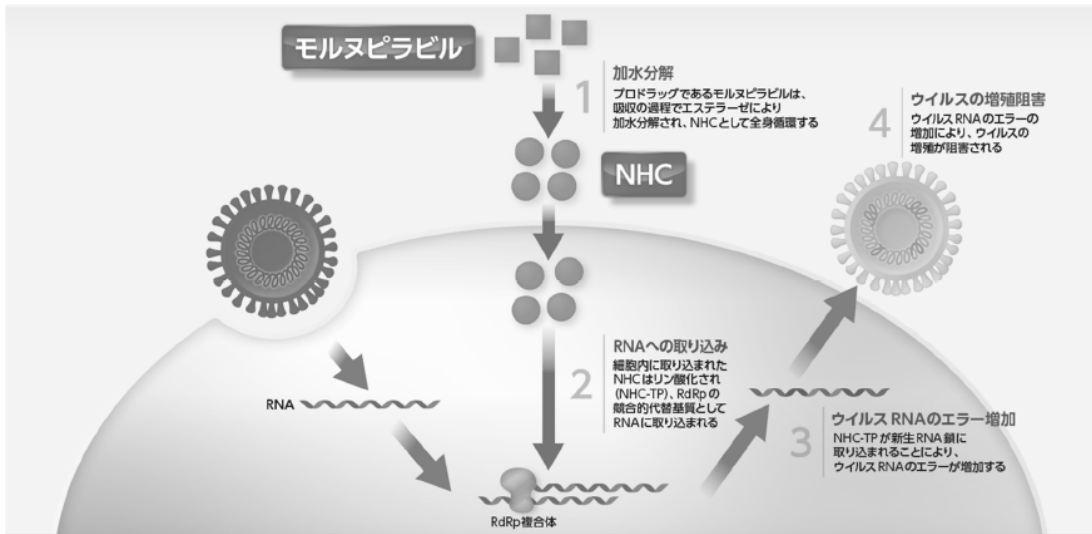 モルヌピラビル
1
加水分解
プロドラッグであるモルヌピラビルは、
吸収の過程でエステラーゼにより
加水分解され、NHCとして全身循環する
NHC
4
ウイルスの増殖阻害
ウイルスRNAのエラーの
増加により、ウイルスの
増殖が阻害される
2
RNAへの取り込み
細胞内に取り込まれた
NHCはリン酸化され
(NHC-TP)、RdRpの
競合的代替基質として
RNAに取り込まれる
RNA
3
ウイルスRNAのエラー増加
NHC-TPが新生RNA鎖に
取り込まれることにより、
ウイルスRNAのエラーが増加する
RdRp複合体